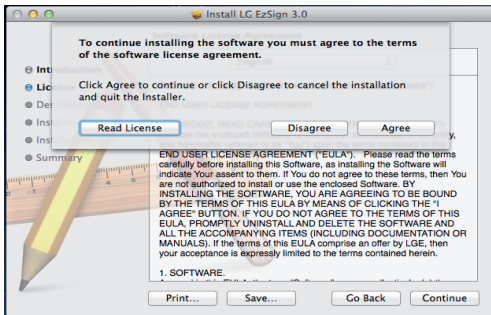 Install LG EzSign 3.0
To continue installing the software you must agree to the terms
of the software license agreement.
Click Agree to continue or click Disagree to cancel the installation
and quit the Installer.
Read License
Disagree
Agree
Summary
END USER LICENSE AGREEMENT ("EULA"). Please read the terms
carefully before installing this Software, as installing the Software will
indicate Your assent to them. If You do not agree to these terms, then You
are not authorized to install or use the enclosed Software. BY
INSTALLING THE SOFTWARE, YOU ARE AGREEING TO BE BOUND
BY THE TERMS OF THIS EULA BY MEANS OF CLICKING THE "I
AGREE" BUTTON. IF YOU DO NOT AGREE TO THE TERMS OF THIS
EULA, PROMPTLY UNINSTALL AND DELETE THE SOFTWARE AND
ALL THE ACCOMPANYING ITEMS (INCLUDING DOCUMENTATION OR
MANUALS). If the terms of this EULA comprise an offer by LGE, then
your acceptance is expressly limited to the terms contained herein.
1. SOFTWARE.
Print...
Save...
Go Back
Continue